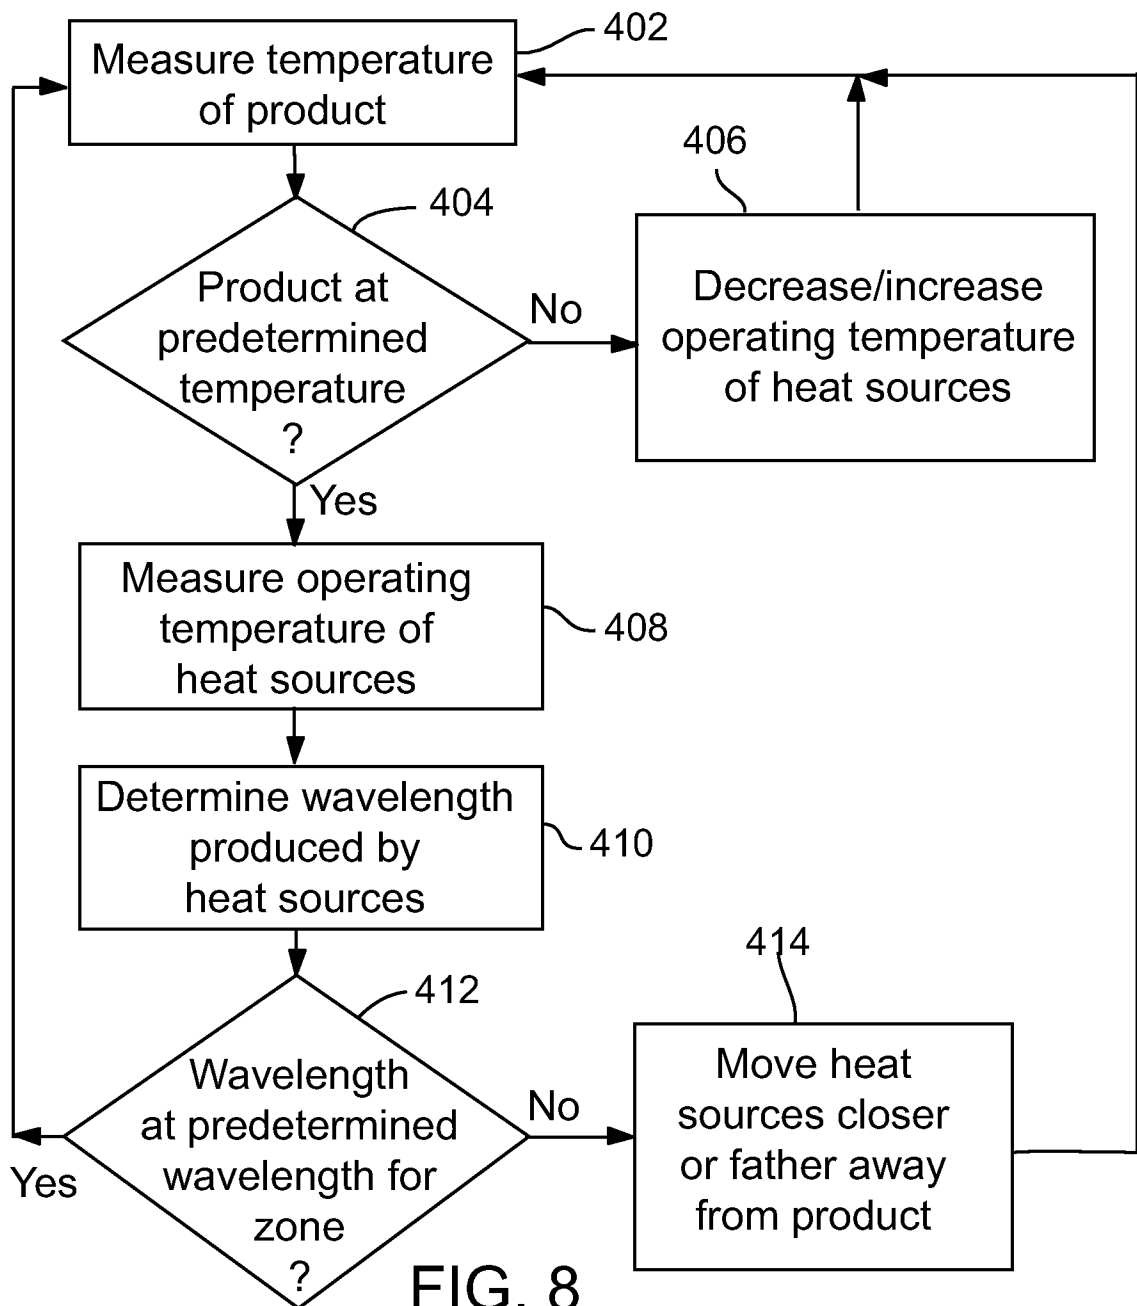 402
Measure temperature
of product
404
Product at
predetermined
temperature
?
No
406
Decrease/increase
operating temperature
of heat sources
Yes
Measure operating
temperature of
heat sources
408
Determine wavelength
produced by
heat sources
410
412
Wavelength
at predetermined
wavelength for
zone
?
Yes
No
414
Move heat
sources closer
or father away
from product
FIG. 8